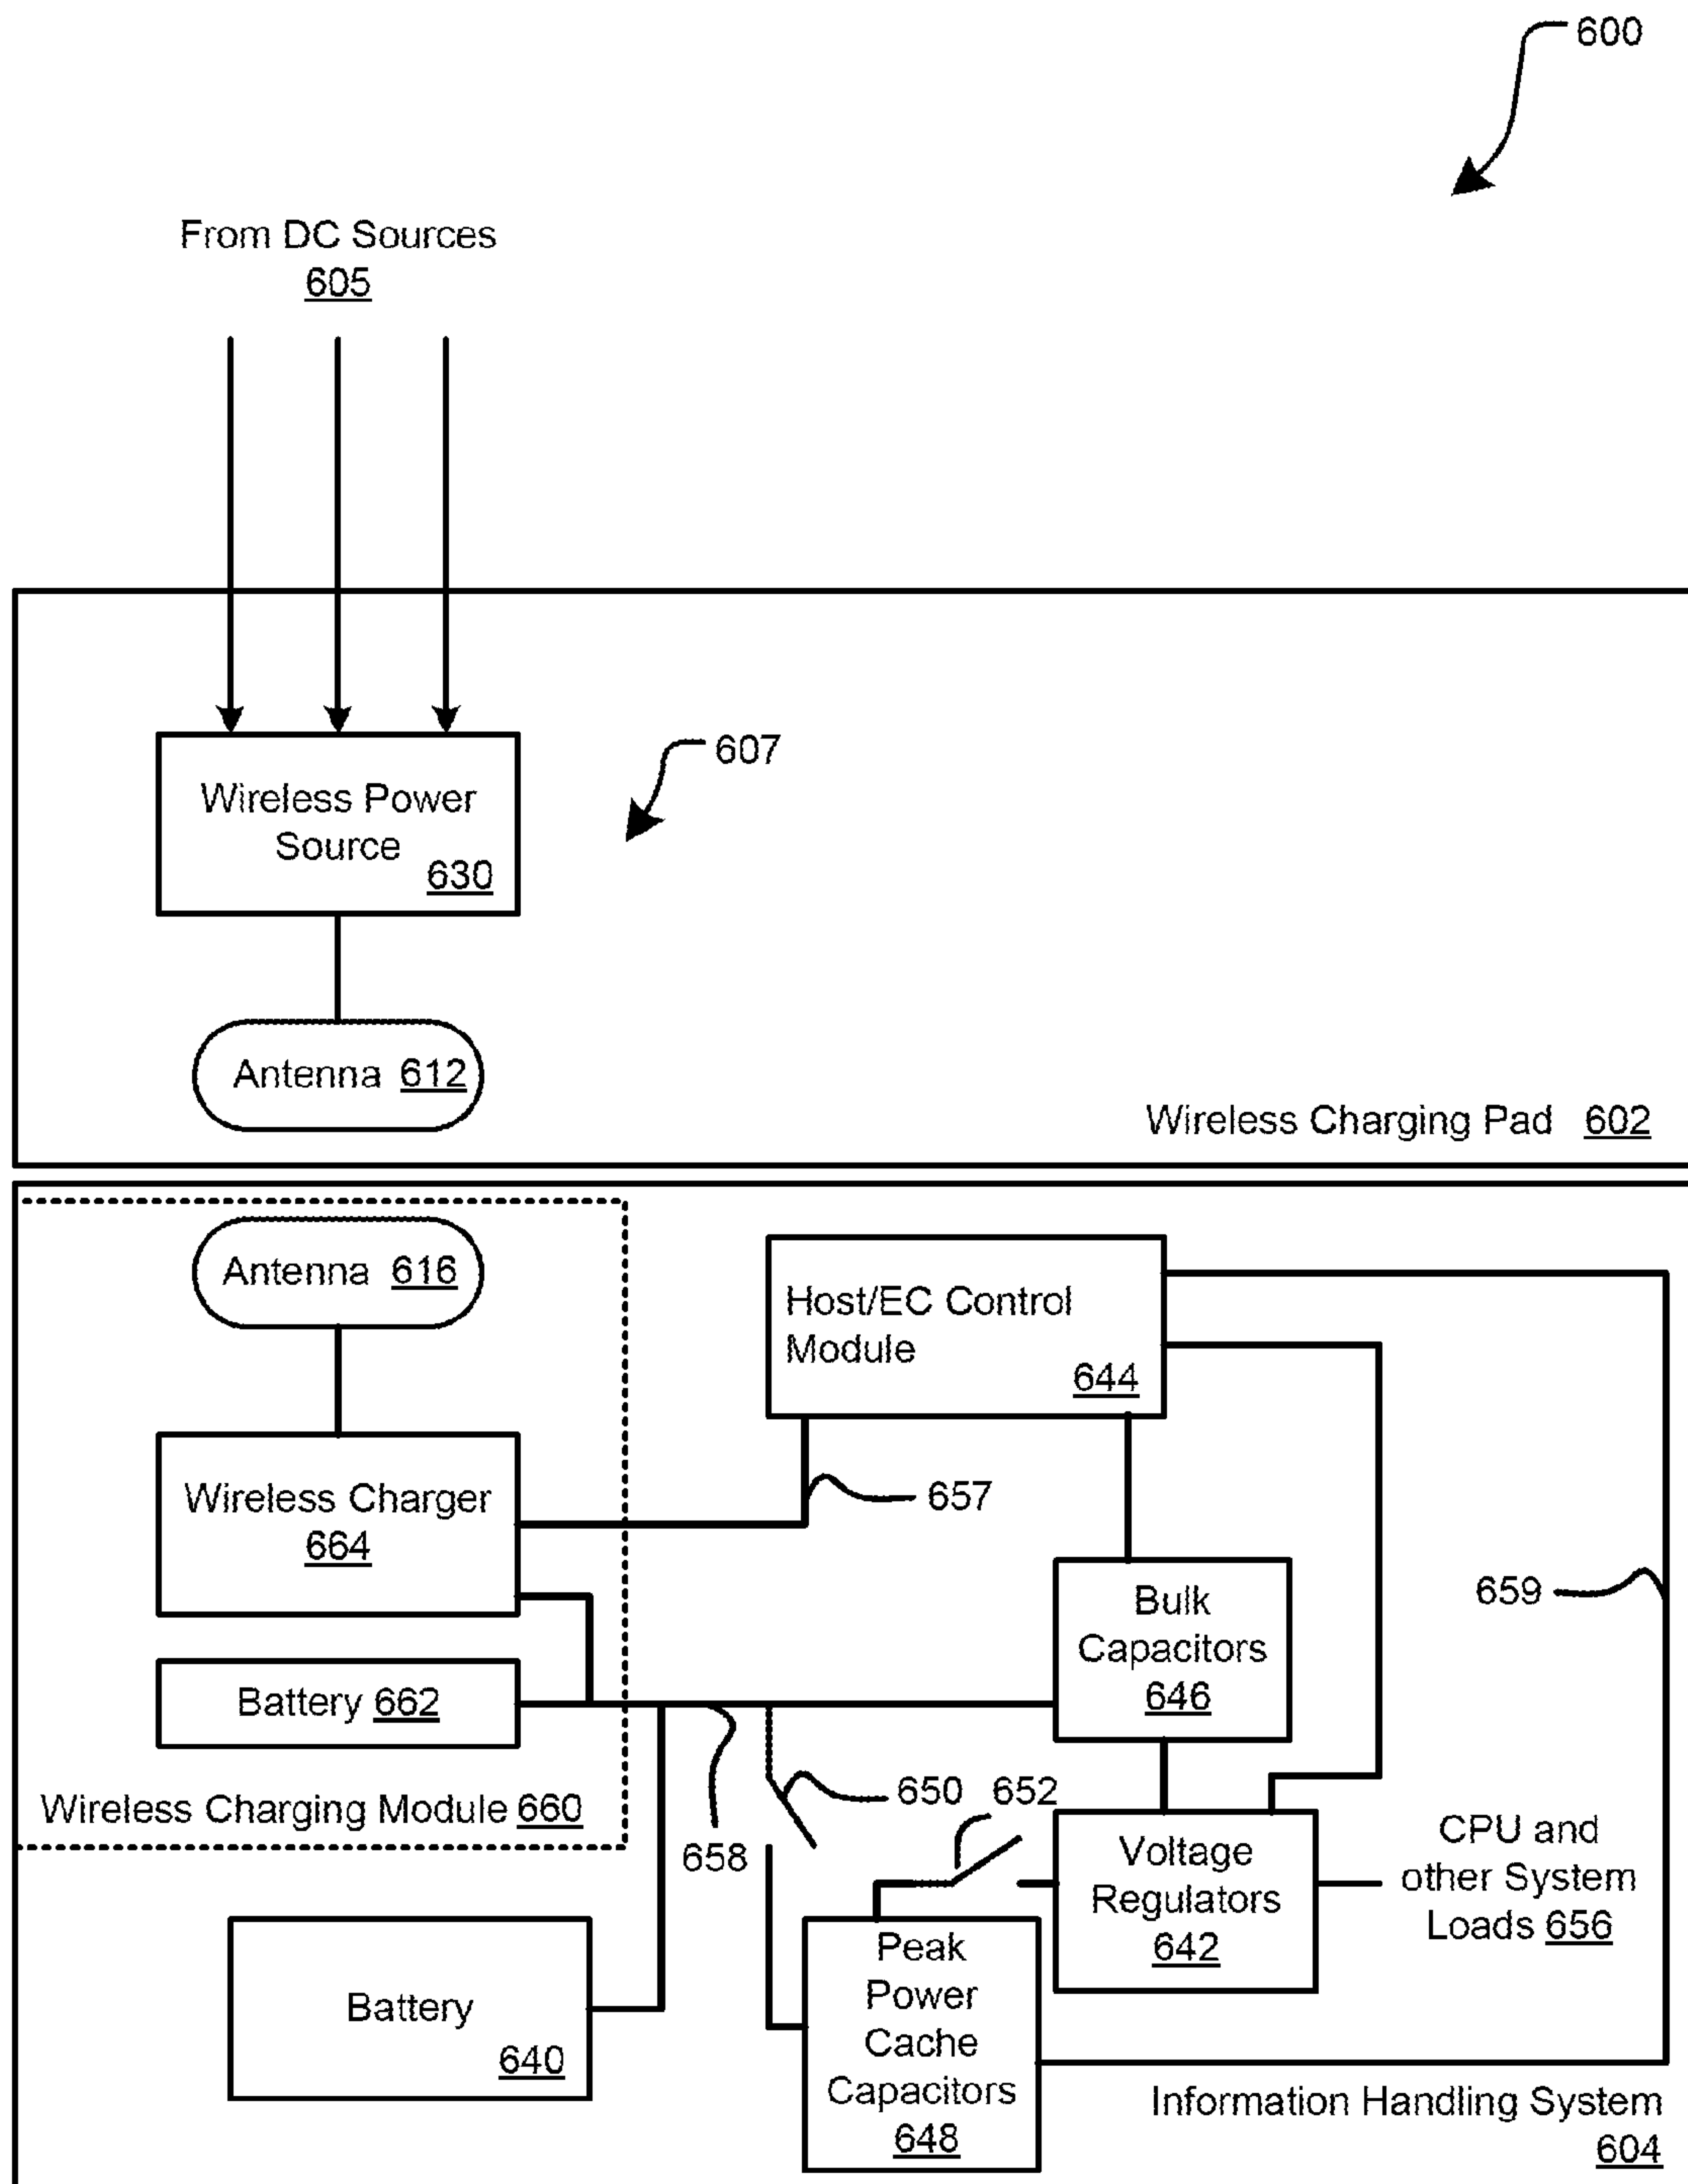 600
From DC Sources
605
607
Wireless Power
Source
630
Antenna 612
Wireless Charging Pad 602
Antenna 616
Host/EC Control
Module
644
Wireless Charger
664
657
659
Bulk
Capacitors
646
Battery 662
Wireless Charging Module 660
658
650
652
Voltage
Regulators
642
CPU and
other System
Loads 656
Battery
640
Peak
Power
Cache
Capacitors
648
Information Handling System
604